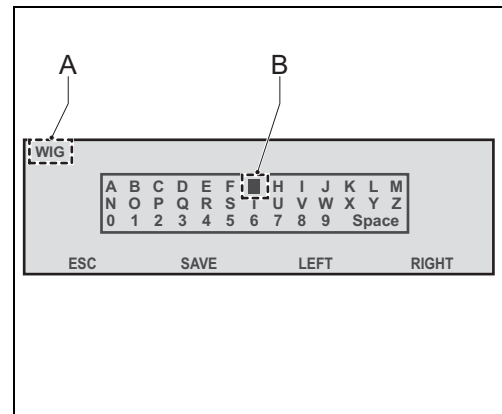 A B
WIG
A B C D E F H I J K L M
N O P Q R S T U V W X Y Z
0 1 2 3 4 5 6 7 8 9 Space
ESC SAVE LEFT RIGHT